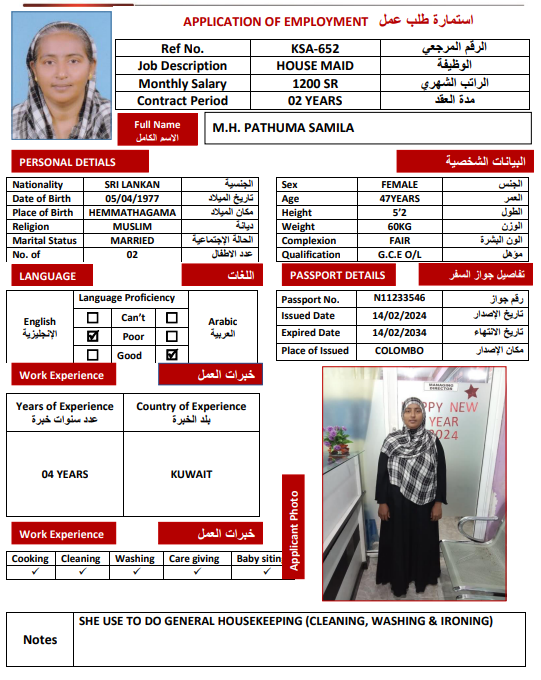 APPLICATION OF EMPLOYMENT استمارة طلب عمل
Ref No. KSA-652 الرقم المرجعي
Job Description HOUSE MAID الوظيفة
Monthly Salary 1200 SR الراتب الشهري
Contract Period 02 YEARS مدة العقد
Full Name M.H. PATHUMA SAMILA
الاسم الكامل
PERSONAL DETIALS البيانات الشخصية
Nationality SRI LANKAN الجنسية
Date of Birth 05/04/1977 تاريخ الميلاد
Place of Birth HEMMATHAGAMA مكان الميلاد
Religion MUSLIM ديانة
Marital Status MARRIED الحالة الإجتماعية
No. of 02 عدد الاطفال
Sex FEMALE الجنس
Age 47YEARS العمر
Height 5'2 الطول
Weight 60KG الوزن
Complexion FAIR الون البشرة
Qualification G.C.E O/L مؤهل
LANGUAGE اللغات
Language Proficiency
English Can't Arabic
الإنجليزية Poor العربية
Good
PASSPORT DETAILS تفاصيل جواز السفر
Passport No. N11233546 رقم جواز
Issued Date 14/02/2024 تاريخ الإصدار
Expired Date 14/02/2034 تاريخ الانتهاء
Place of Issued COLOMBO مكان الإصدار
Work Experience خبرات العمل
Years of Experience Country of Experience
عدد سنوات خبرة بلد الخبرة
04 YEARS KUWAIT
Work Experience خبرات العمل
Cooking Cleaning Washing Care giving Baby siting
✓ ✓ ✓ ✓ ✓
Applicant Photo
MANAGING
DIRECTOR
PPY NEW
YEAR
2024
Notes SHE USE TO DO GENERAL HOUSEKEEPING (CLEANING, WASHING & IRONING)